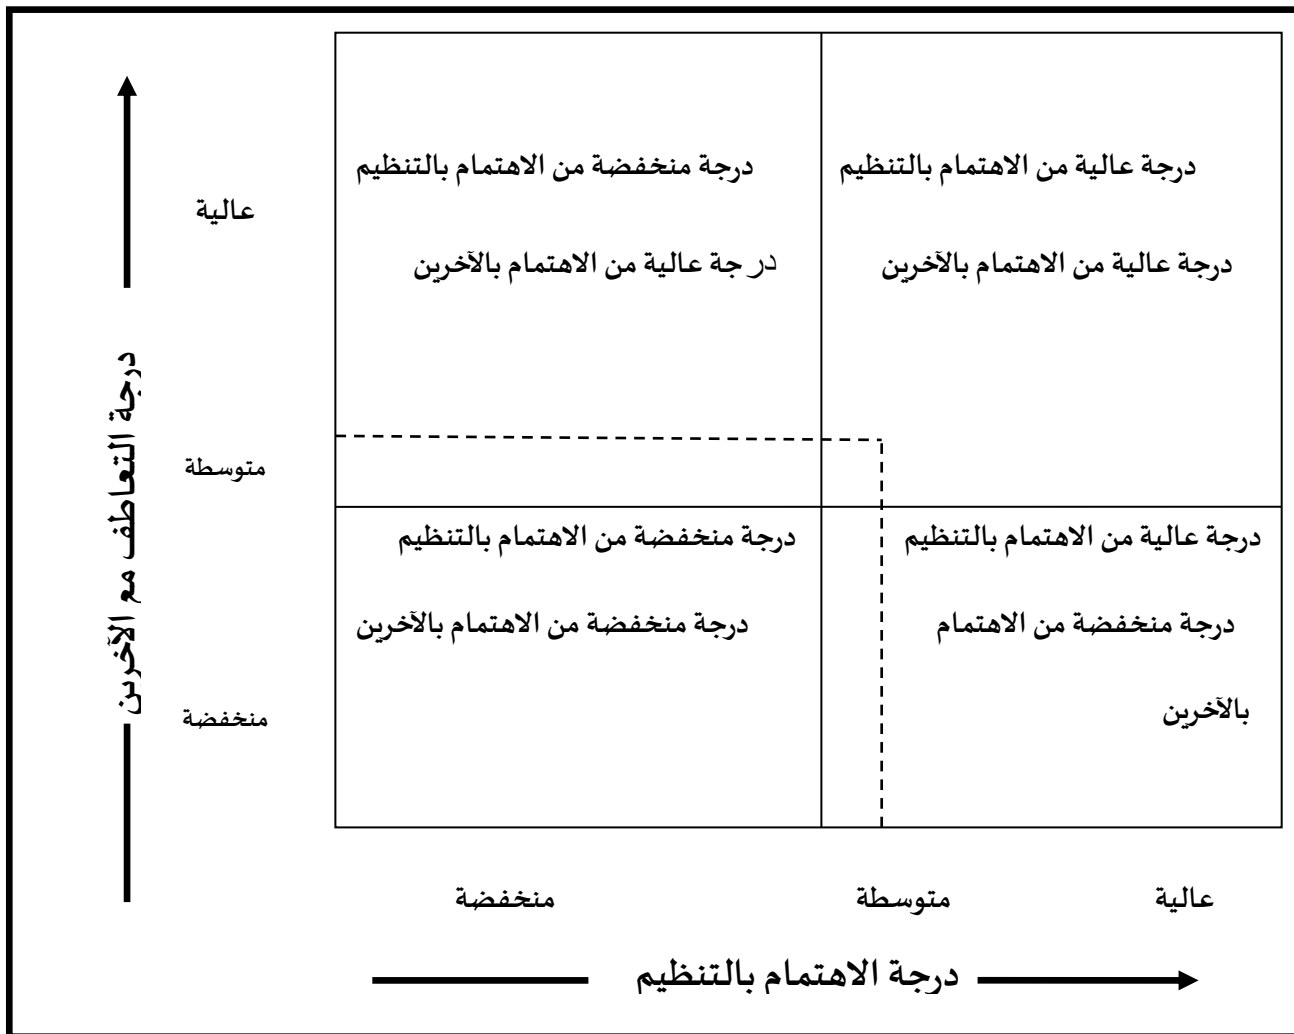 درجة عالية من الاهتمام بالتنظيم
درجة منخفضة من الاهتمام بالتنظيم
عالية
درجة عالية من الاهتمام بالآخرين
درجة عالية من الاهتمام بالآخرين
درجة التعاطف مع الآخرين
متوسطة
درجة عالية من الاهتمام بالتنظيم
درجة منخفضة من الاهتمام بالتنظيم
درجة منخفضة من الاهتمام
بالآخرين
درجة منخفضة من الاهتمام بالآخرين
منخفضة
عالية
متوسطة
منخفضة
درجة الاهتمام بالتنظيم